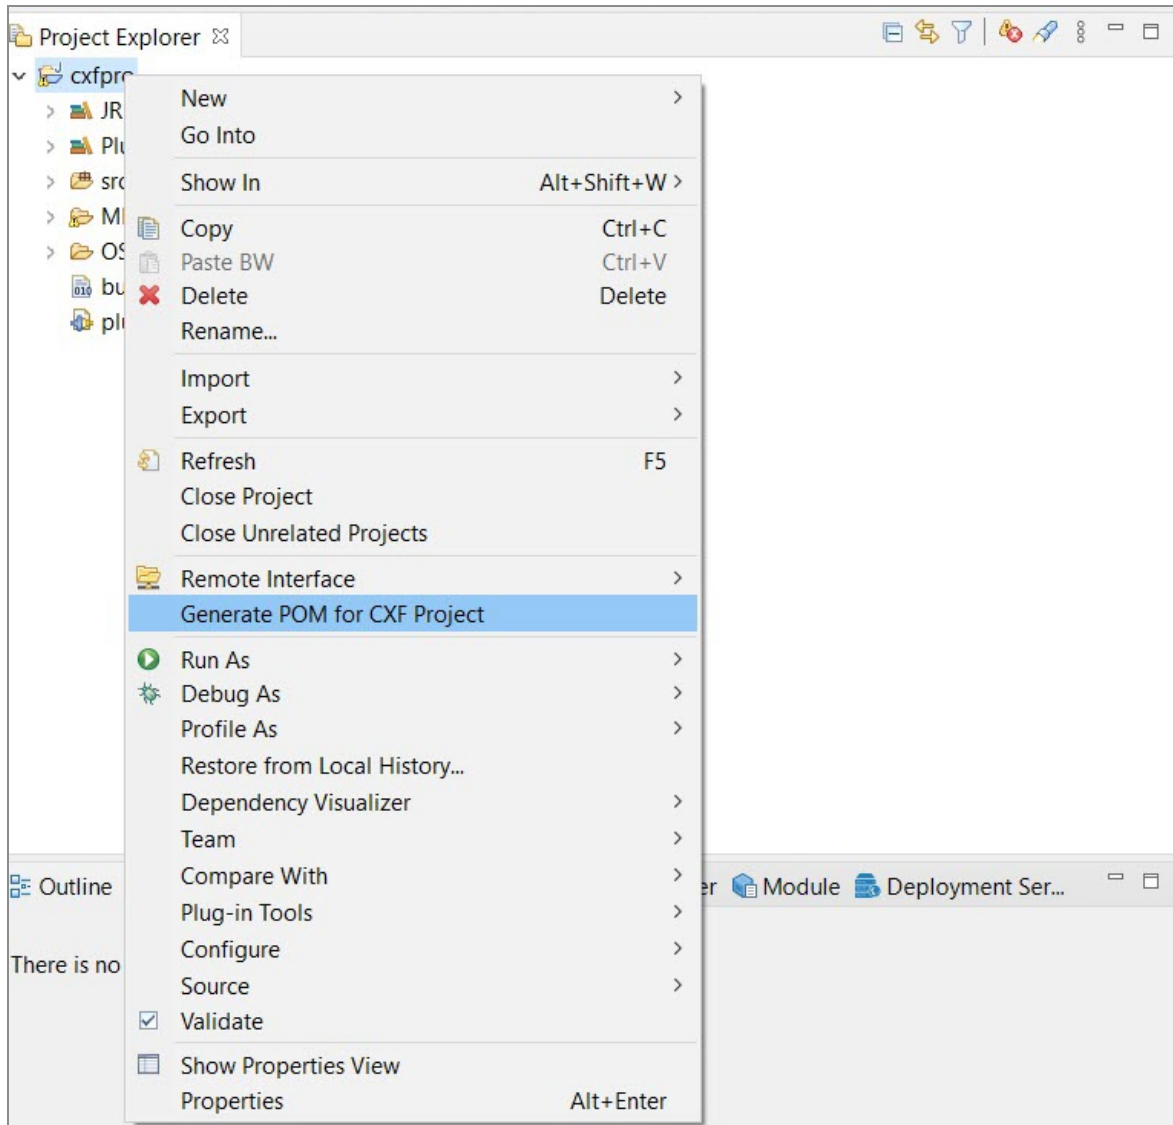 Project Explorer
cxfpro
JR
Plu
src
OS
bu
plu
New
Go Into
Show In Alt+Shift+W
Copy Ctrl+C
Paste BW Ctrl+V
Delete Delete
Rename...
Import
Export
Refresh F5
Close Project
Close Unrelated Projects
Remote Interface
Generate POM for CXF Project
Run As
Debug As
Profile As
Restore from Local History...
Dependency Visualizer
Team
Compare With
Plug-in Tools
Configure
Source
Validate
Show Properties View
Properties Alt+Enter
Outline er Module Deployment Ser...
There is no